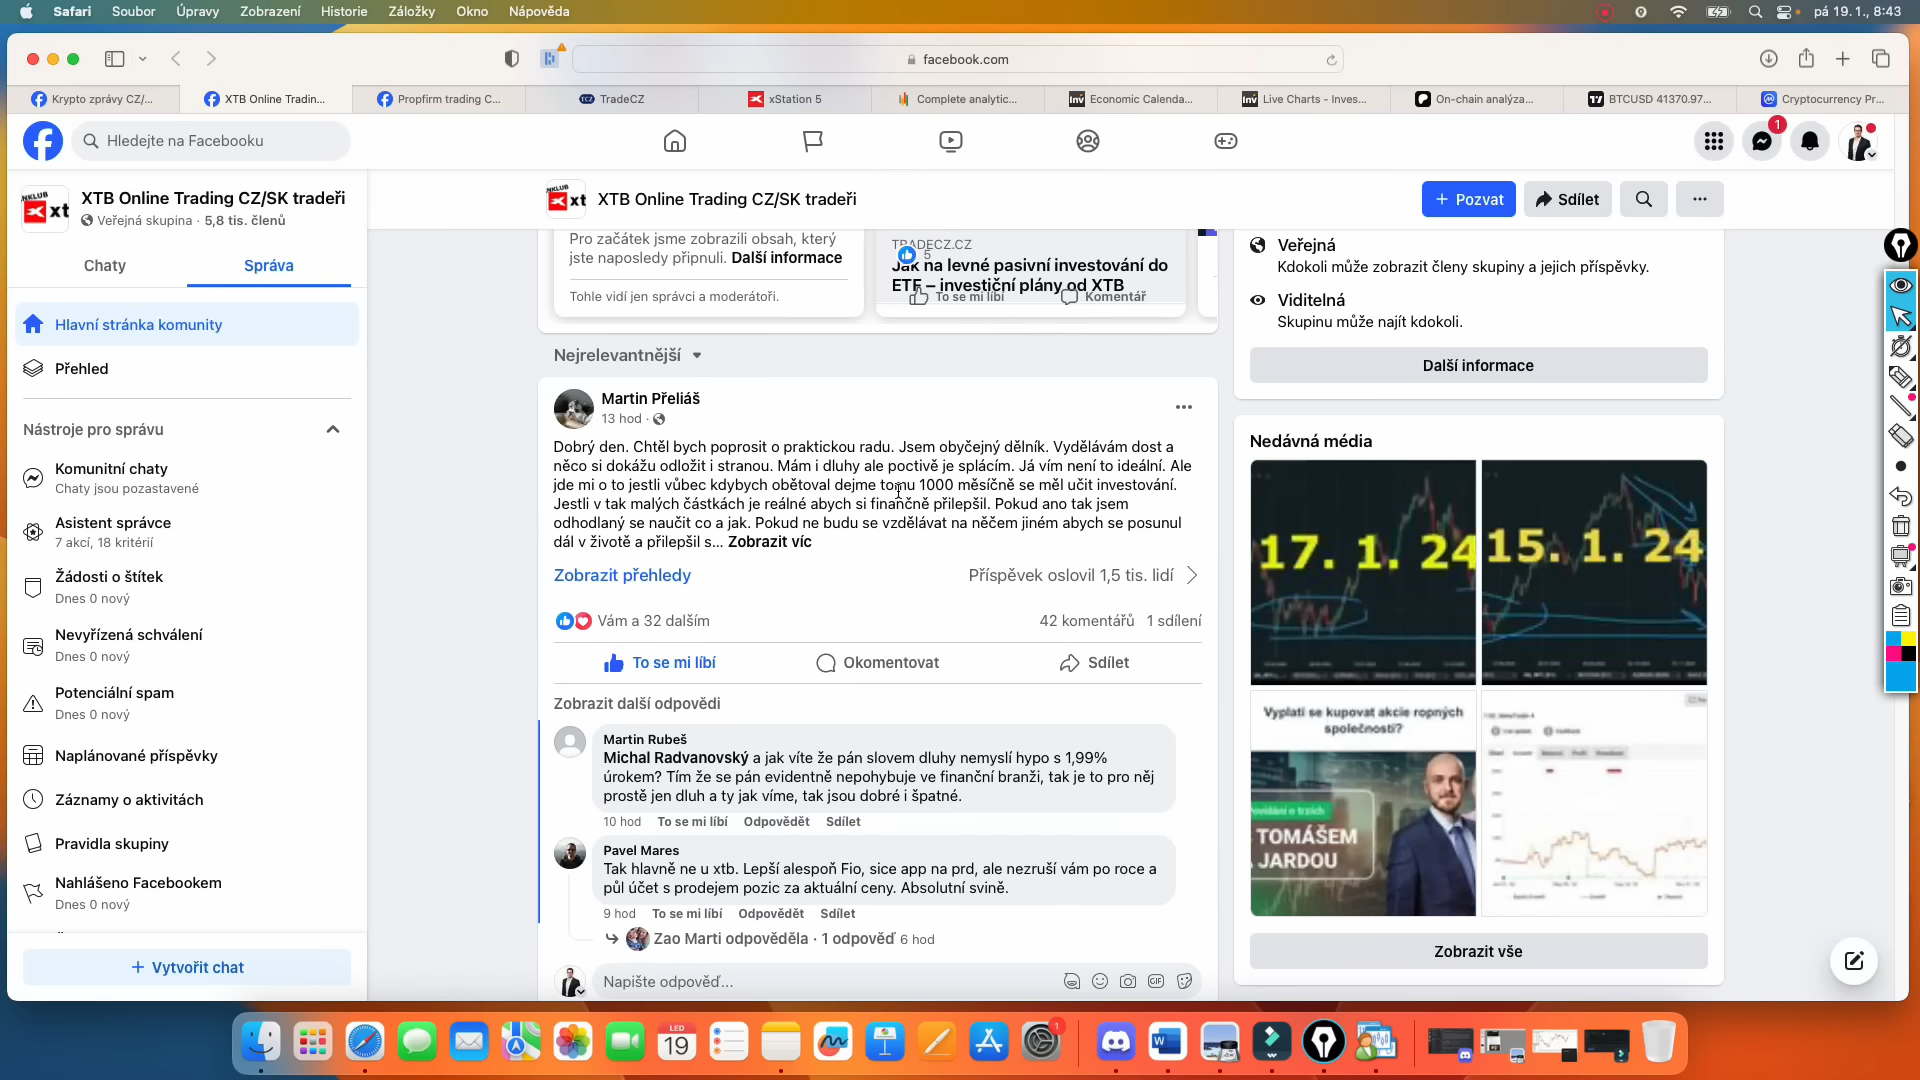 Safari Soubor Úpravy Zobrazení Historie Záložky Okno Nápověda
pá 19. 1., 8:43
facebook.com
Krypto zprávy CZ/...
XTB Online Tradin...
Propfirm trading C...
TradeCZ
xStation 5
Complete analytic...
Economic Calenda...
Live Charts - Inves...
On-chain analýza...
BTCUSD 41370.97...
Cryptocurrency Pr...
Hledejte na Facebooku
1
XTB Online Trading CZ/SK tradeři
Veřejná skupina · 5,8 tis. členů
Chaty
Správa
Hlavní stránka komunity
Přehled
Nástroje pro správu
Komunitní chaty
Chaty jsou pozastavené
Asistent správce
7 akcí, 18 kritérií
Žádosti o štítek
Dnes 0 nový
Nevyřízená schválení
Dnes 0 nový
Potenciální spam
Dnes 0 nový
Naplánované příspěvky
Záznamy o aktivitách
Pravidla skupiny
Nahlášeno Facebookem
Dnes 0 nový
+ Vytvořit chat
XTB Online Trading CZ/SK tradeři
+ Pozvat
Sdílet
Pro začátek jsme zobrazili obsah, který
jste naposledy připnuli. Další informace
Tohle vidí jen správci a moderátoři.
TRADECZ.CZ
5
Jak na levné pasivní investování do
ETF – investiční plány od XTB
To se mi líbí
Komentář
Nejrelevantnější
Martin Přeliáš
13 hod ·
Dobrý den. Chtěl bych poprosit o praktickou radu. Jsem obyčejný dělník. Vydělávám dost a
něco si dokážu odložit i stranou. Mám i dluhy ale poctivě je splácím. Já vím není to ideální. Ale
jde mi o to jestli vůbec kdybych obětoval dejme tomu 1000 měsíčně se měl učit investování.
Jestli v tak malých částkách je reálné abych si finančně přilepšil. Pokud ano tak jsem
odhodlaný se naučit co a jak. Pokud ne budu se vzdělávat na něčem jiném abych se posunul
dál v životě a přilepšil s... Zobrazit víc
Zobrazit přehledy
Příspěvek oslovil 1,5 tis. lidí
Vám a 32 dalším
42 komentářů 1 sdílení
To se mi líbí
Okomentovat
Sdílet
Zobrazit další odpovědi
Martin Rubeš
Michal Radvanovský a jak víte že pán slovem dluhy nemyslí hypo s 1,99%
úrokem? Tím že se pán evidentně nepohybuje ve finanční branži, tak je to pro něj
prostě jen dluh a ty jak víme, tak jsou dobré i špatné.
10 hod To se mi líbí Odpovědět Sdílet
Pavel Mares
Tak hlavně ne u xtb. Lepší alespoň Fio, sice app na prd, ale nezruší vám po roce a
půl účet s prodejem pozic za aktuální ceny. Absolutní svině.
9 hod To se mi líbí Odpovědět Sdílet
Zao Marti odpověděla · 1 odpověď 6 hod
Napište odpověď...
Veřejná
Kdokoli může zobrazit členy skupiny a jejich příspěvky.
Viditelná
Skupinu může najít kdokoli.
Další informace
Nedávná média
17. 1. 24
15. 1. 24
Vyplatí se kupovat akcie ropných
společností?
TOMÁŠEM
JARDOU
Zobrazit vše
LED
19
1